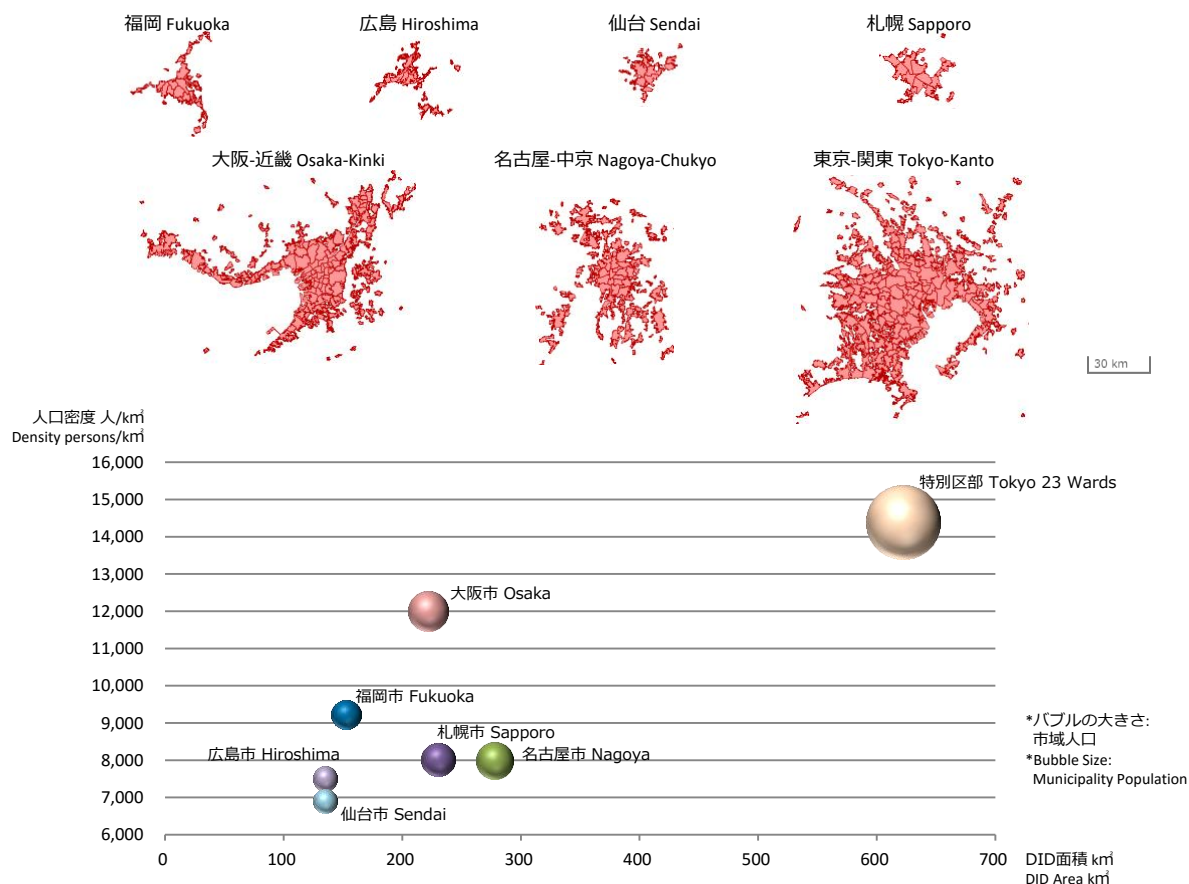 福岡 Fukuoka
広島 Hiroshima
仙台 Sendai
札幌 Sapporo
大阪-近畿 Osaka-Kinki
名古屋-中京 Nagoya-Chukyo
東京-関東 Tokyo-Kanto
30 km
人口密度 人/k㎡
Density persons/k㎡
16,000
15,000
14,000
13,000
12,000
11,000
10,000
9,000
8,000
7,000
6,000
特別区部 Tokyo 23 Wards
大阪市 Osaka
福岡市 Fukuoka
札幌市 Sapporo
広島市 Hiroshima
名古屋市 Nagoya
仙台市 Sendai
*バブルの大きさ:
市域人口
*Bubble Size:
Municipality Population
0 100 200 300 400 500 600 700
DID面積 k㎡
DID Area k㎡